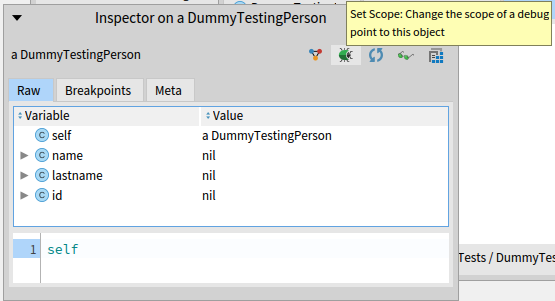 Inspector on a DummyTestingPerson
Set Scope: Change the scope of a debug
point to this object
a DummyTestingPerson
Raw Breakpoints Meta
Variable Value
self a DummyTestingPerson
name nil
lastname nil
id nil
1 self
Tests / DummyTes